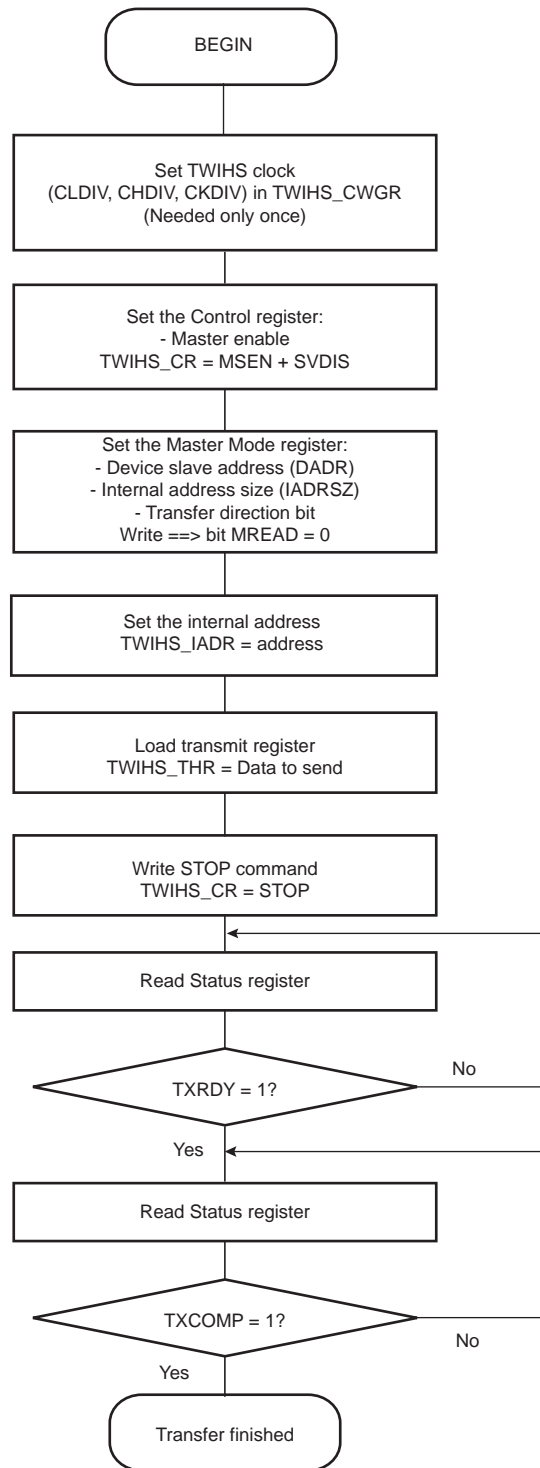 BEGIN
Set TWIHS clock
(CLDIV, CHDIV, CKDIV) in TWIHS_CWGR
(Needed only once)
Set the Control register:
- Master enable
TWIHS_CR = MSEN + SVDIS
Set the Master Mode register:
- Device slave address (DADR)
- Internal address size (IADRSZ)
- Transfer direction bit
Write ==> bit MREAD = 0
Set the internal address
TWIHS_IADR = address
Load transmit register
TWIHS_THR = Data to send
Write STOP command
TWIHS_CR = STOP
Read Status register
TXRDY = 1?
No
Yes
Read Status register
TXCOMP = 1?
No
Yes
Transfer finished